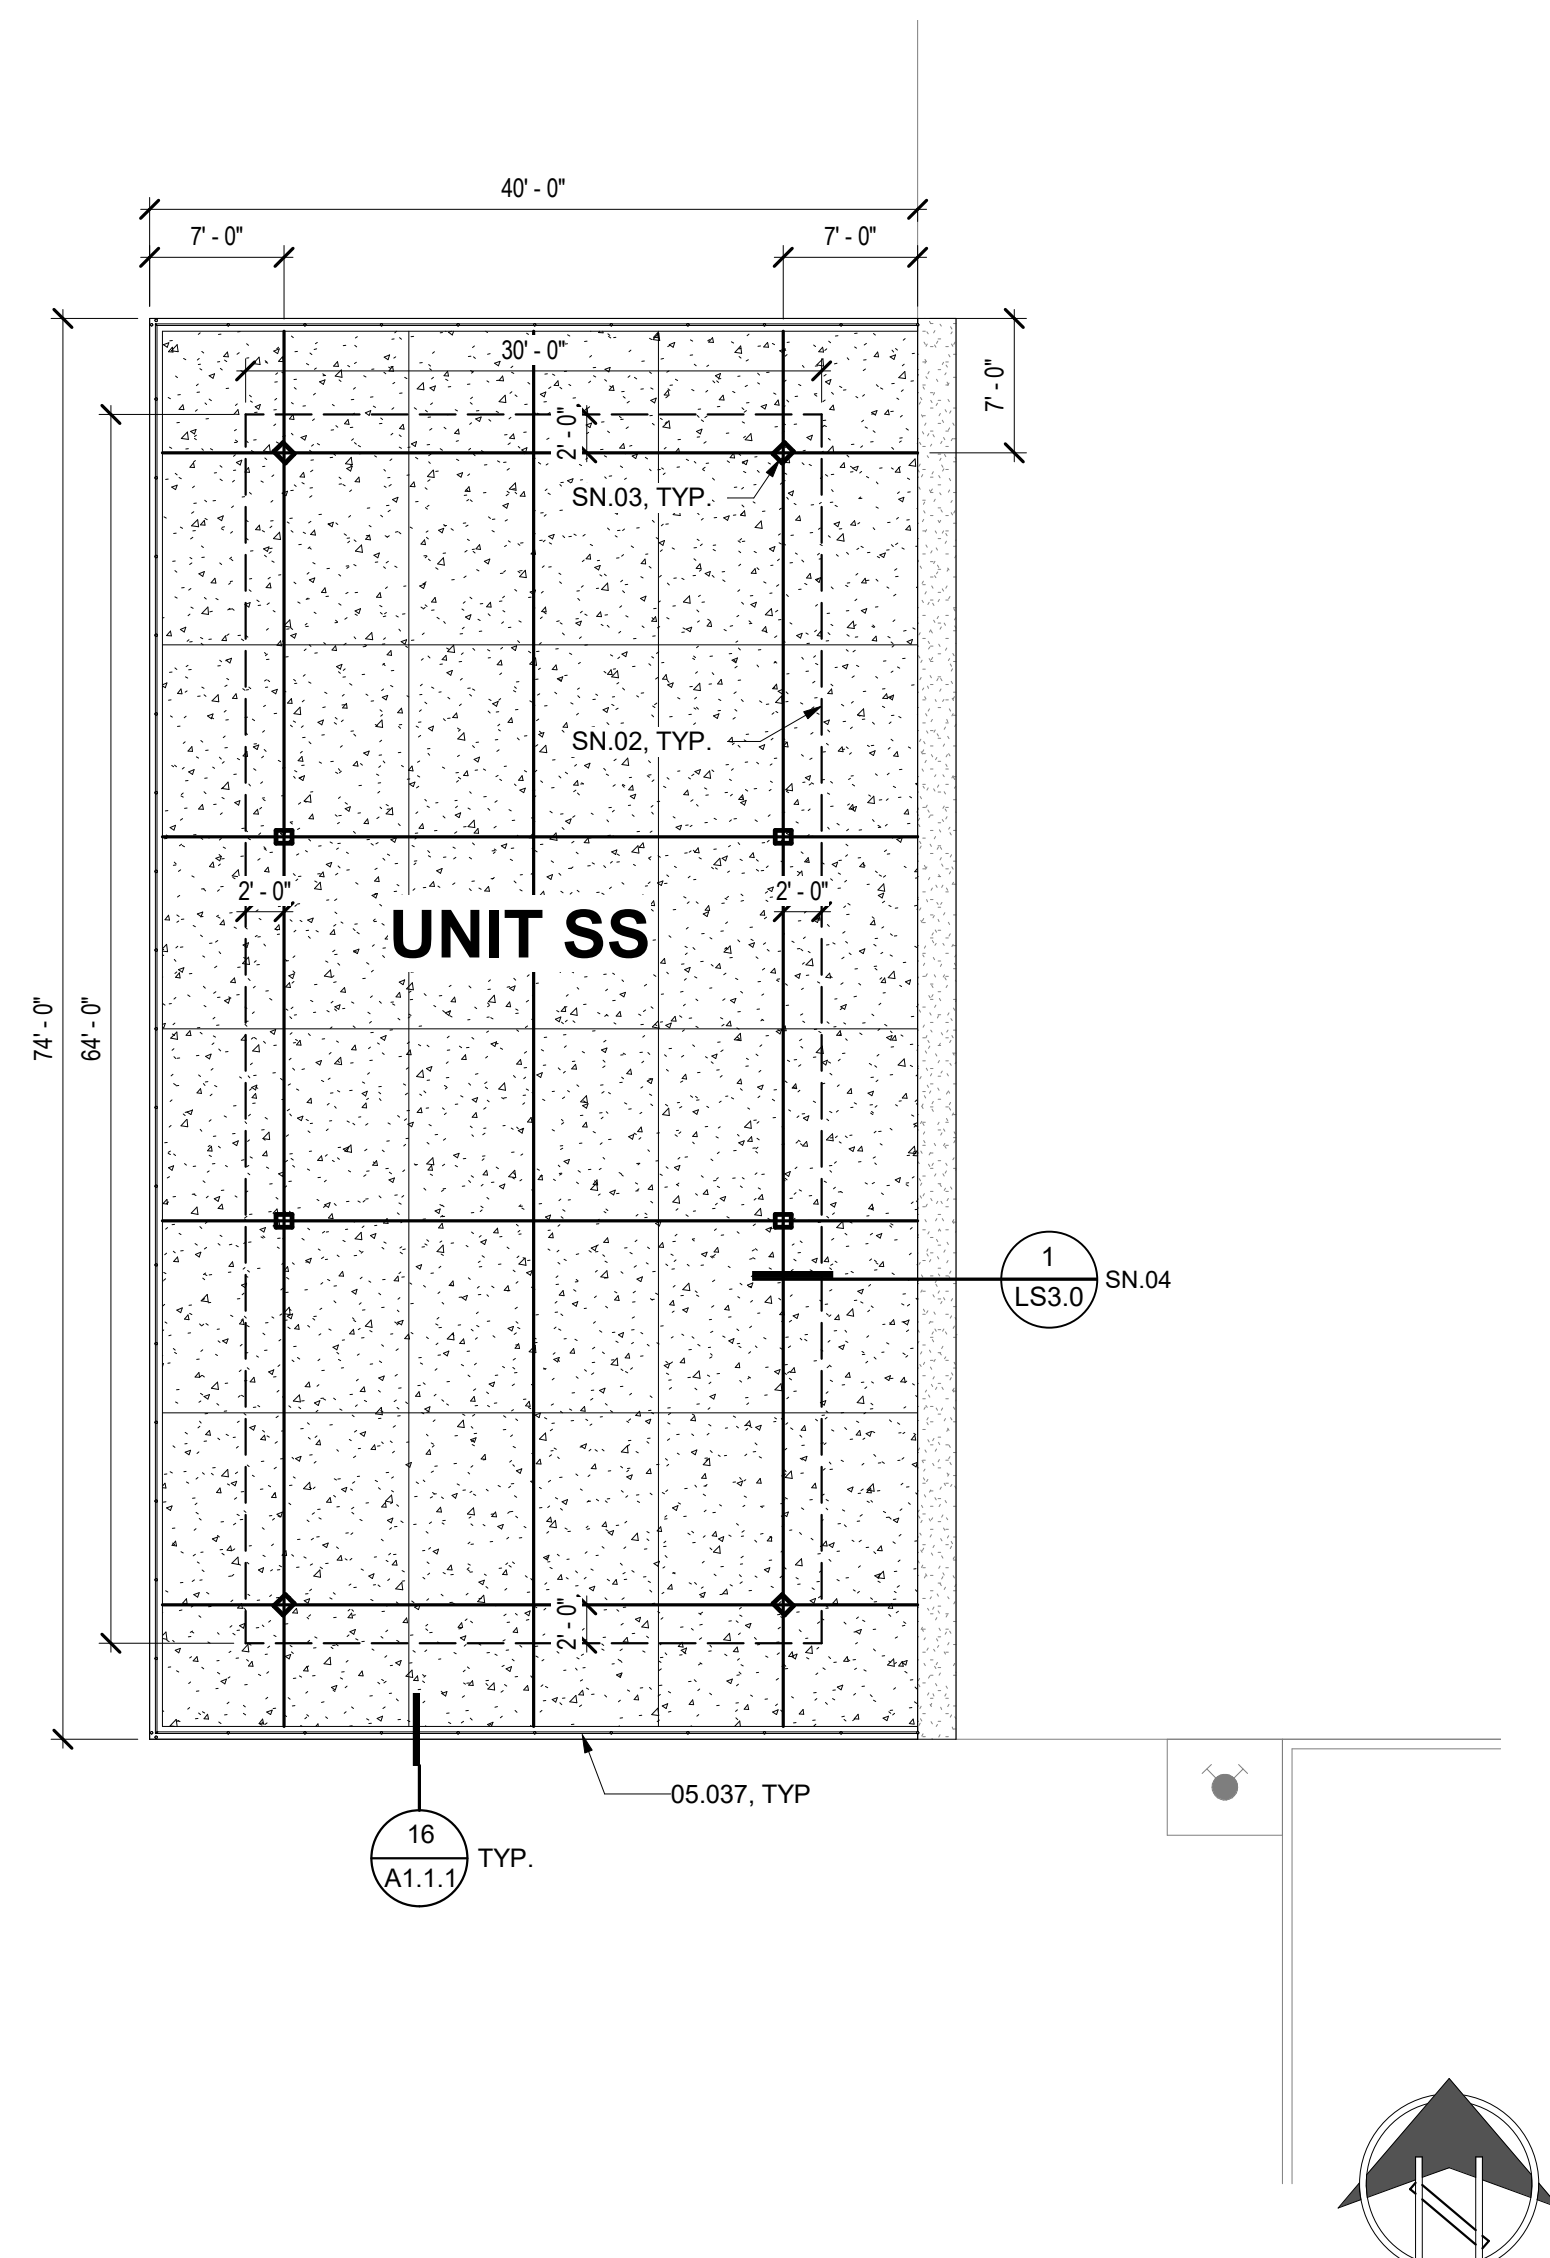 40' - 0"
7' - 0"
7' - 0"
30' - 0"
7' - 0"
2' - 0"
SN.03, TYP.
SN.02, TYP.
2' - 0"
2' - 0"
UNIT SS
74' - 0"
64' - 0"
1
LS3.0
SN.04
2' - 0"
05.037, TYP
16
A1.1.1
TYP.
N